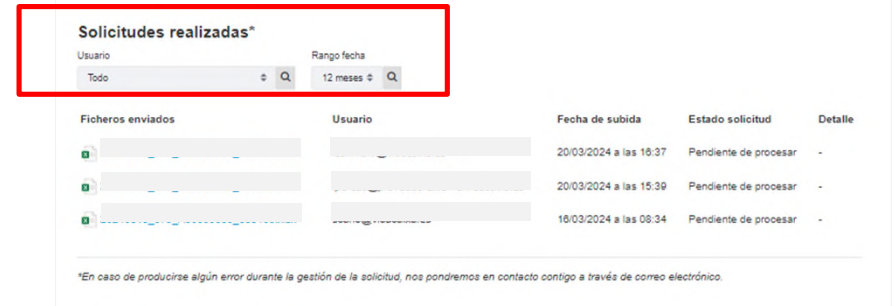 Solicitudes realizadas*
Usuario Rango fecha
Todo 12 meses
Ficheros enviados Usuario Fecha de subida Estado solicitud Detalle
20/03/2024 a las 16:37 Pendiente de procesar -
20/03/2024 a las 15:39 Pendiente de procesar -
16/03/2024 a las 08:34 Pendiente de procesar -
*En caso de producirse algún error durante la gestión de la solicitud, nos pondremos en contacto contigo a través de correo electrónico.